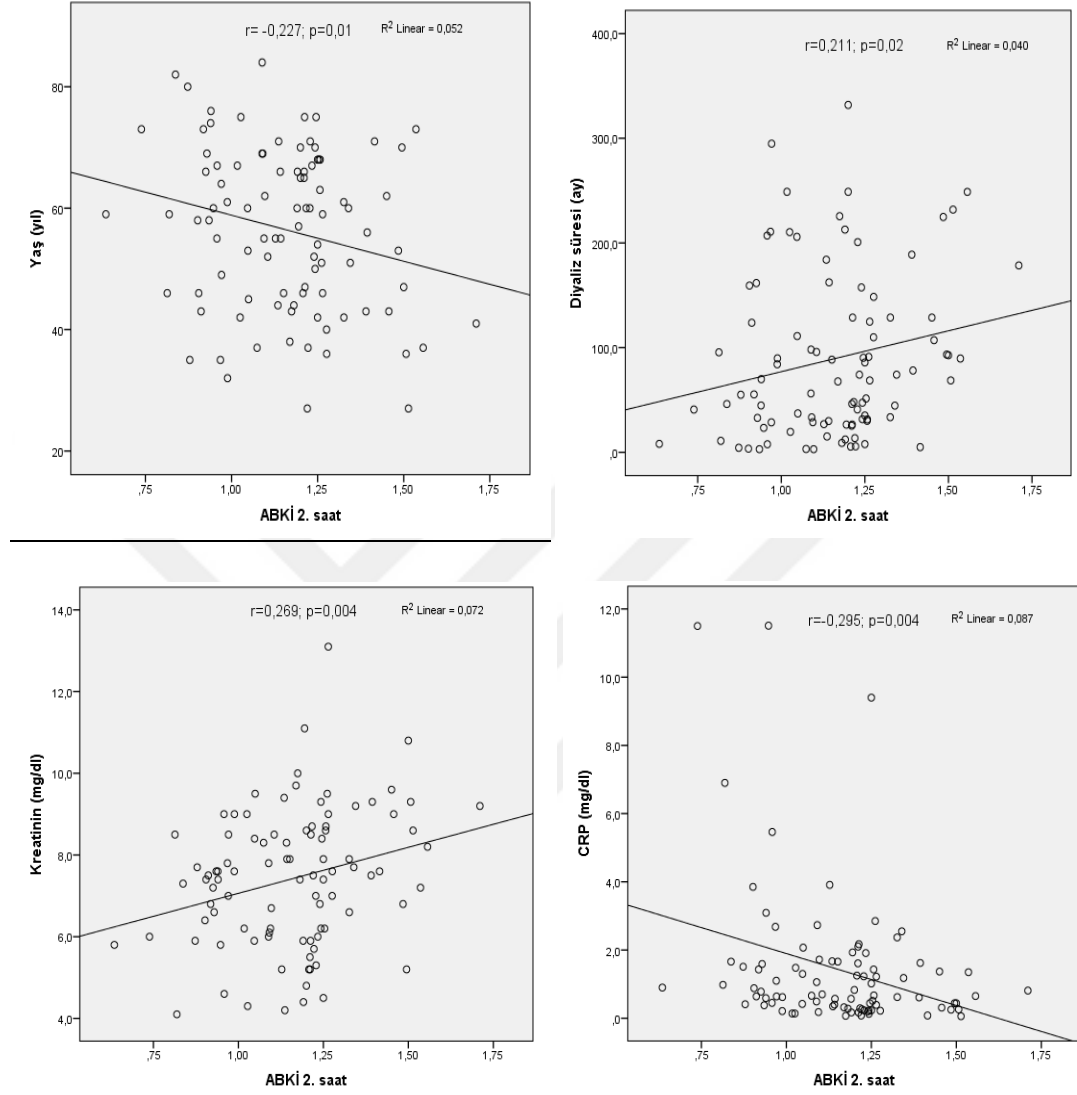 r= -0,227; p=0,01 R² Linear = 0,052
80
60
40
20
Yaş (yıl)
,75 1,00 1,25 1,50 1,75
ABKİ 2. saat
r=0,211; p=0,02 R² Linear = 0,040
400,0
300,0
200,0
100,0
,0
Diyaliz süresi (ay)
,75 1,00 1,25 1,50 1,75
ABKİ 2. saat
r=0,269; p=0,004 R² Linear = 0,072
14,0
12,0
10,0
8,0
6,0
4,0
Kreatinin (mg/dl)
,75 1,00 1,25 1,50 1,75
ABKİ 2. saat
r=-0,295; p=0,004 R² Linear = 0,087
12,0
10,0
8,0
6,0
4,0
2,0
,0
CRP (mg/dl)
,75 1,00 1,25 1,50 1,75
ABKİ 2. saat